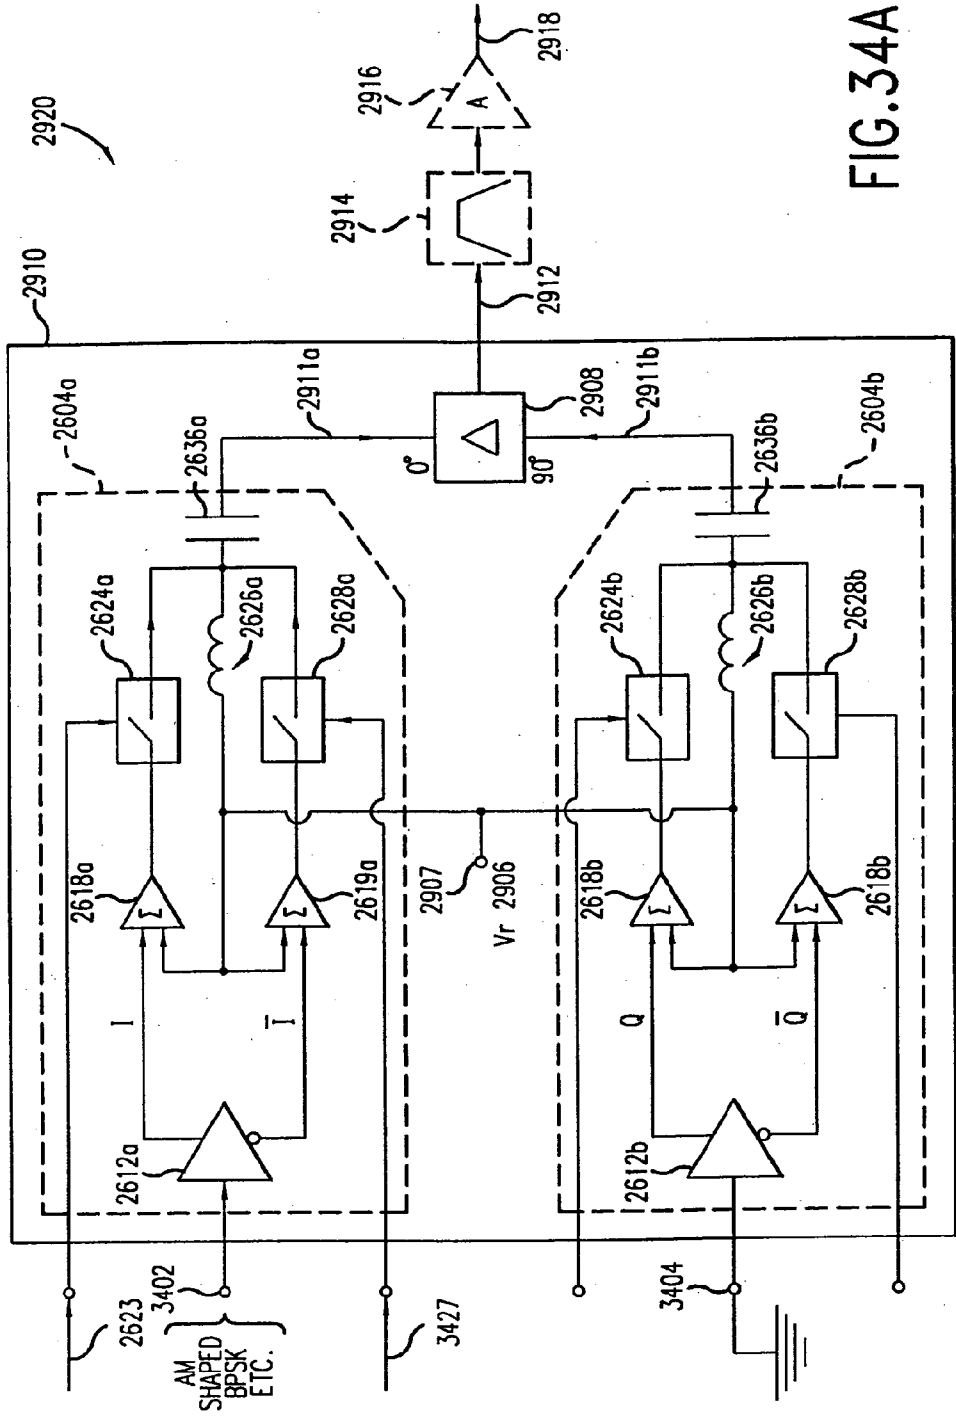 2920
2910
2604a
2636a
2911a
2624a
2626a
2628a
2618a
2619a
I
I̅
Σ
Σ
2612a
2623
3402
AM
SHAPED
BPSK
ETC.
3427
0°
90°
2908
2911b
2912
2914
2916
A
2918
2907
Vr 2906
2604b
2636b
2624b
2626b
2628b
2618b
2618b
Q
Q̅
Σ
Σ
2612b
3404
FIG.34A